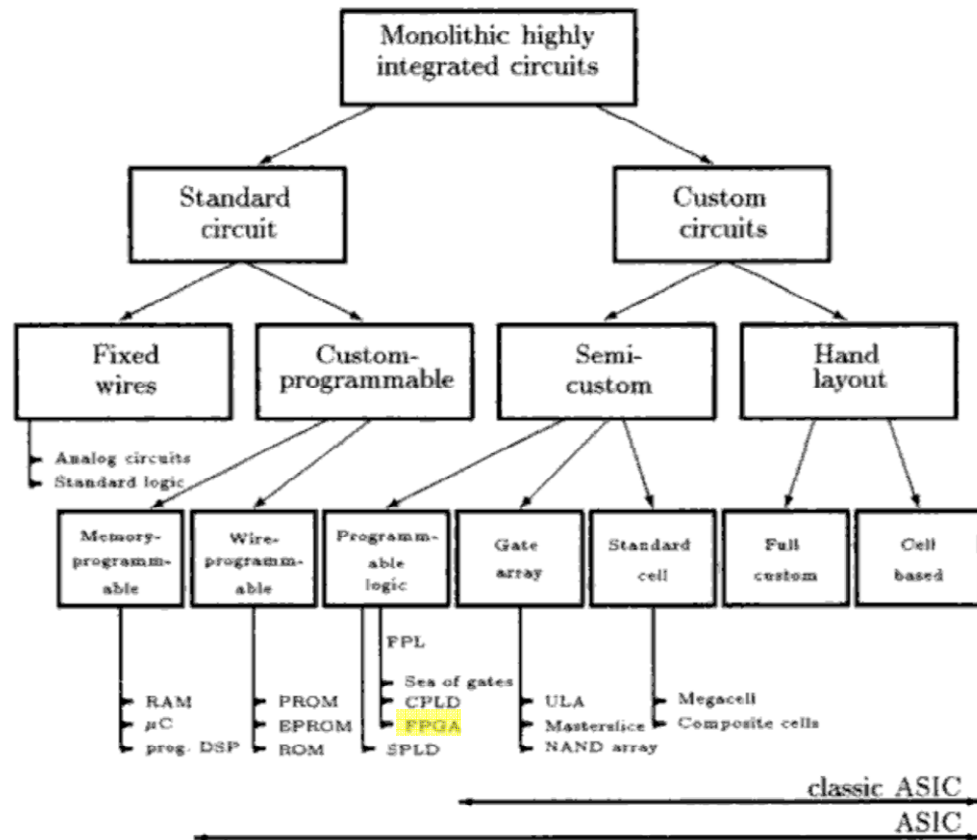 Monolithic highly
integrated circuits
Standard
circuit
Custom
circuits
Fixed
wires
Custom-
programmable
Semi-
custom
Hand
layout
Analog circuits
Standard logic
Memory-
programm-
able
Wire-
programm-
able
Programm-
able
logic
Gate
array
Standard
cell
Full
custom
Cell
based
RAM
μC
prog. DSP
PROM
EPROM
ROM
FPL
Sea of gates
CPLD
FPGA
SPLD
ULA
Masterslice
NAND array
Megacell
Composite cells
classic ASIC
ASIC